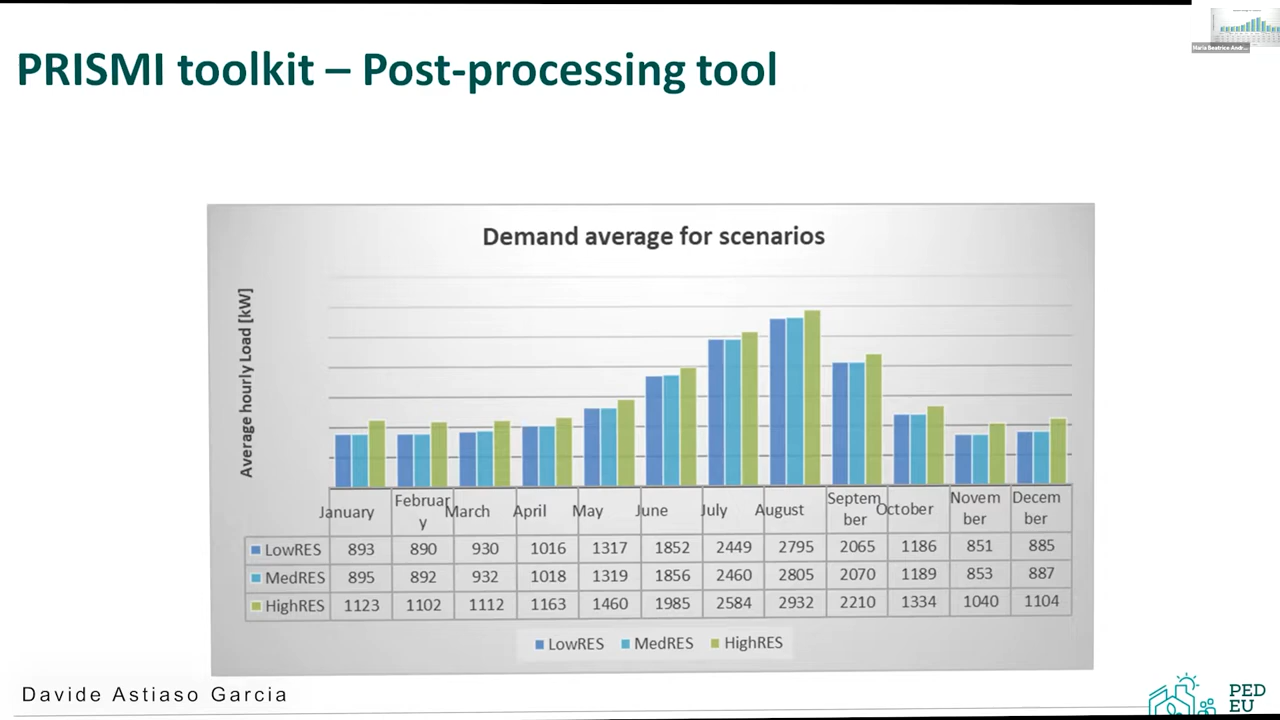 PRISMI toolkit – Post-processing tool
Maria Beatrice Andr...
Demand average for scenarios
Average hourly Load [kW]
January Februar y March April May June July August Septem ber October Novem ber Decem ber
LowRES 893 890 930 1016 1317 1852 2449 2795 2065 1186 851 885
MedRES 895 892 932 1018 1319 1856 2460 2805 2070 1189 853 887
HighRES 1123 1102 1112 1163 1460 1985 2584 2932 2210 1334 1040 1104
LowRES MedRES HighRES
Davide Astiaso Garcia
PED
EU